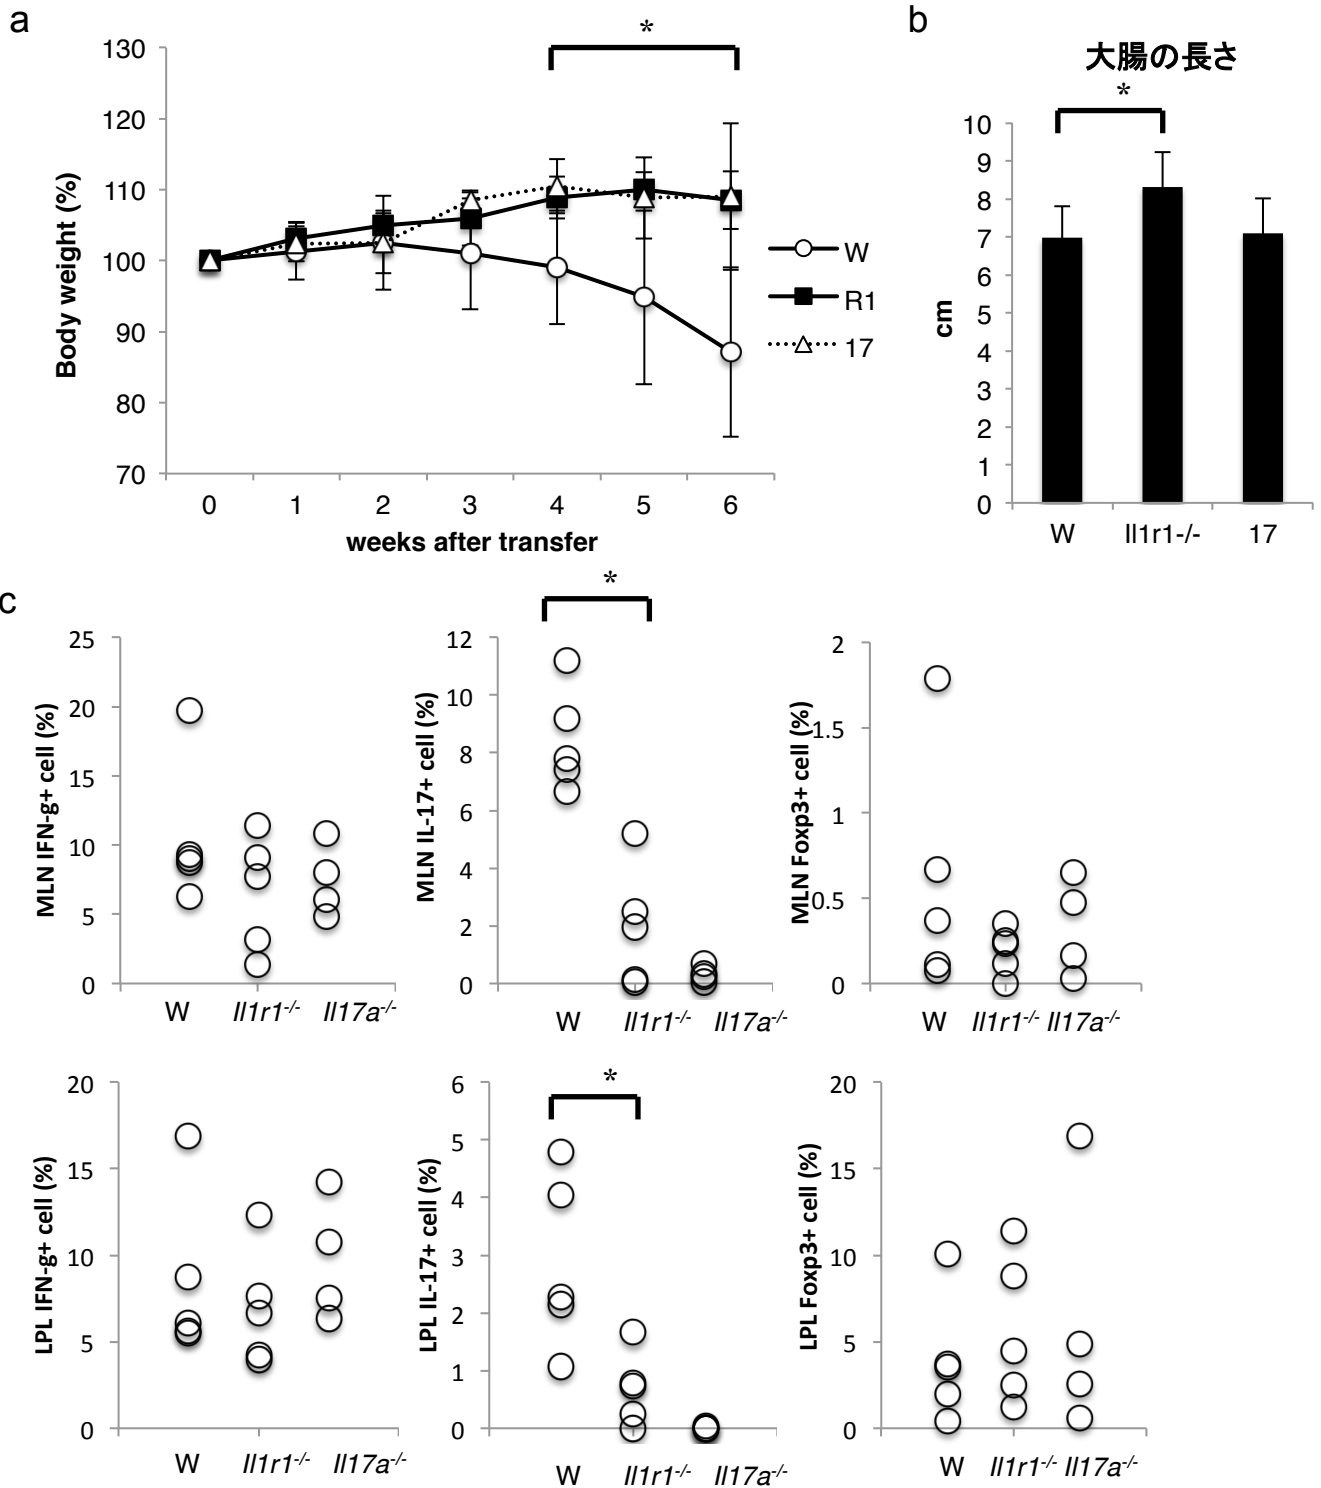 a
*
130
120
110
100
90
80
70
Body weight (%)
0 1 2 3 4 5 6
weeks after transfer
W
R1
17
b
大腸の長さ
*
10
9
8
7
6
5
4
3
2
1
0
cm
W Il1r1-/- 17
c
25
20
15
10
5
0
MLN IFN-g+ cell (%)
W Il1r1-/- Il17a-/-
*
12
10
8
6
4
2
0
MLN IL-17+ cell (%)
W Il1r1-/- Il17a-/-
2
1.5
1
0.5
0
MLN Foxp3+ cell (%)
W Il1r1-/- Il17a-/-
20
15
10
5
0
LPL IFN-g+ cell (%)
W Il1r1-/- Il17a-/-
*
6
5
4
3
2
1
0
LPL IL-17+ cell (%)
W Il1r1-/- Il17a-/-
20
15
10
5
0
LPL Foxp3+ cell (%)
W Il1r1-/- Il17a-/-